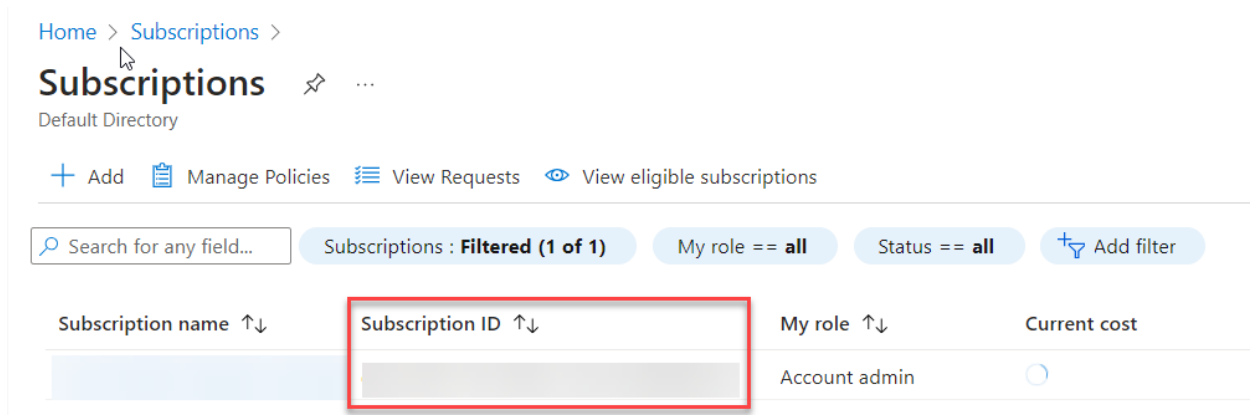 Home > Subscriptions >
Subscriptions ...
Default Directory
+ Add Manage Policies View Requests View eligible subscriptions
Search for any field... Subscriptions : Filtered (1 of 1) My role == all Status == all Add filter
Subscription name ↑↓ Subscription ID ↑↓ My role ↑↓ Current cost
Account admin